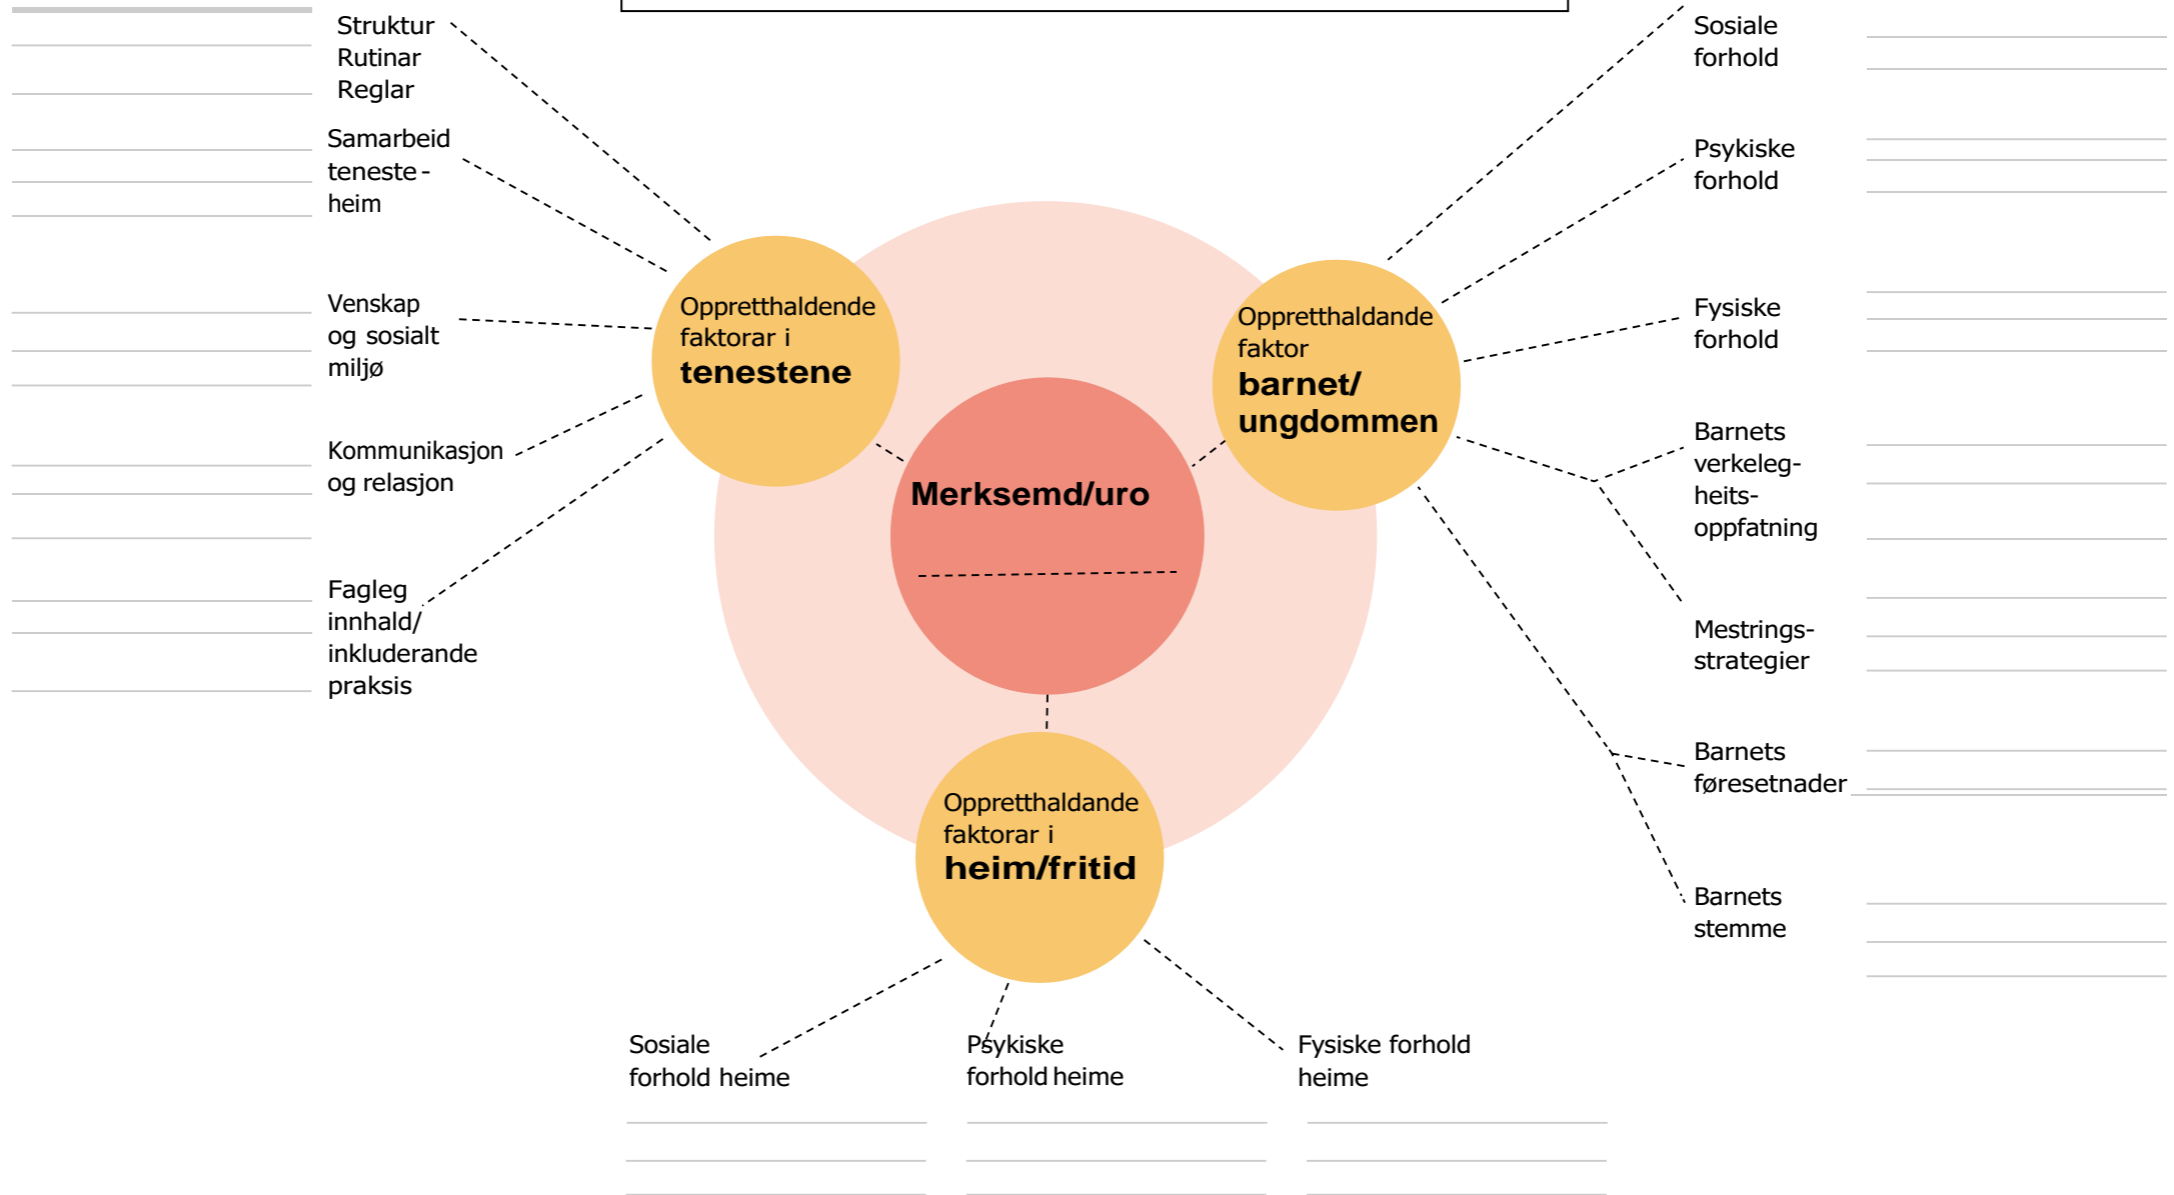 Struktur
Rutinar
Reglar
Samarbeid
teneste -
heim
Venskap
og sosialt
miljø
Kommunikasjon
og relasjon
Fagleg
innhald/
inkluderande
praksis
Oppretthaldende
faktorar i
tenestene
Merksemd/uro
Oppretthaldande
faktor
barnet/
ungdommen
Sosiale
forhold
Psykiske
forhold
Fysiske
forhold
Barnets
verkeleg-
heits-
oppfatning
Mestrings-
strategier
Barnets
føresetnader
Barnets
stemme
Oppretthaldande
faktorar i
heim/fritid
Sosiale
forhold heime
Psykiske
forhold heime
Fysiske forhold
heime